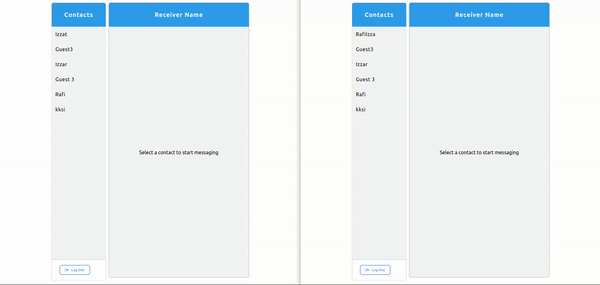 Contacts
Receiver Name
Izzat
Guest3
Izzar
Guest 3
Rafi
kksi
Select a contact to start messaging
Log Out
Contacts
Receiver Name
RafiIzza
Guest3
Izzar
Guest 3
Rafi
kksi
Select a contact to start messaging
Log Out